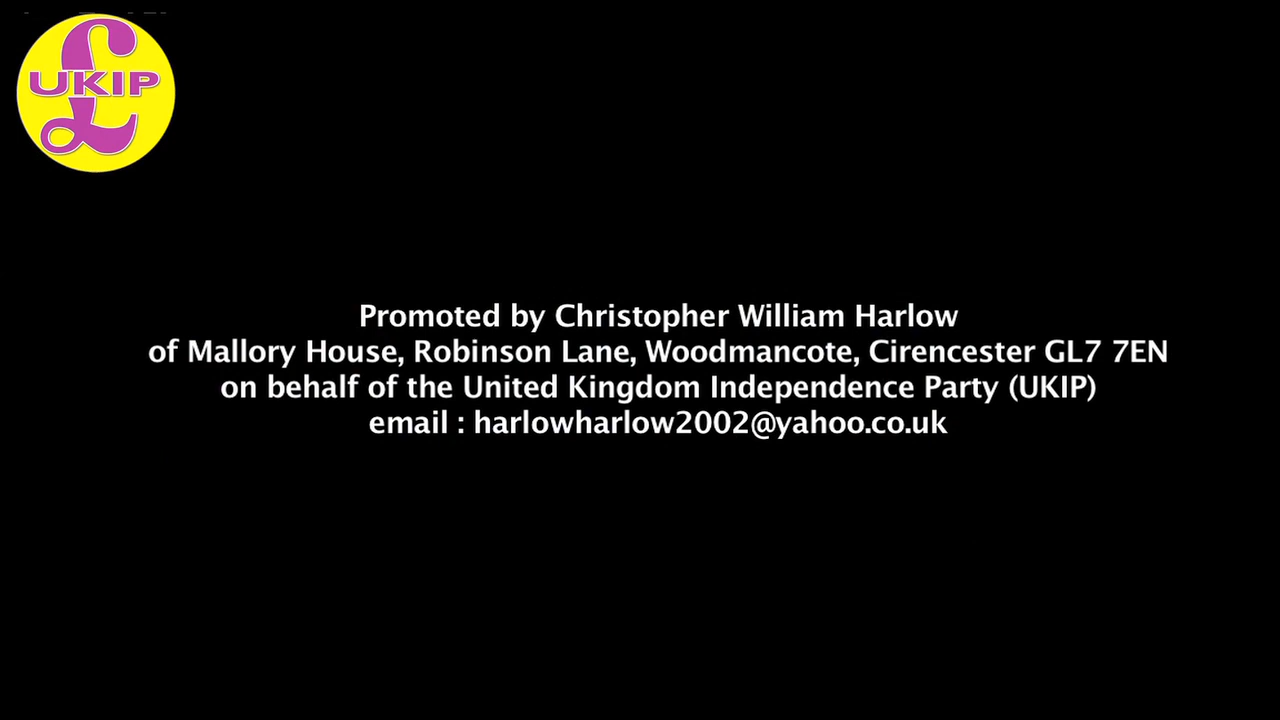 UKIP
Promoted by Christopher William Harlow
of Mallory House, Robinson Lane, Woodmancote, Cirencester GL7 7EN
on behalf of the United Kingdom Independence Party (UKIP)
email : harlowharlow2002@yahoo.co.uk